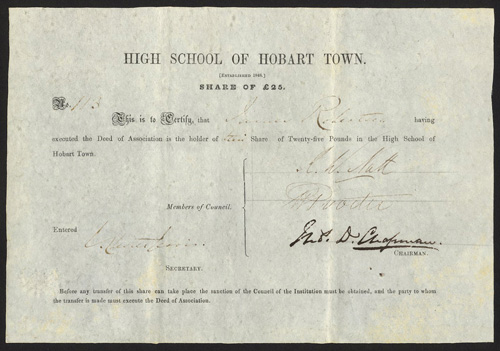 HIGH SCHOOL OF HOBART TOWN.
[ESTABLISHED 1848.]
SHARE OF £25.
No. 113
This is to Certify, that James Robertson having
executed the Deed of Association is the holder of Share of Twenty-five Pounds in the High School of
Hobart Town.
Members of Council.
Entered
Thos. D. Chapman.
CHAIRMAN.
SECRETARY.
Before any transfer of this share can take place the sanction of the Council of the Institution must be obtained, and the party to whom
the transfer is made must execute the Deed of Association.